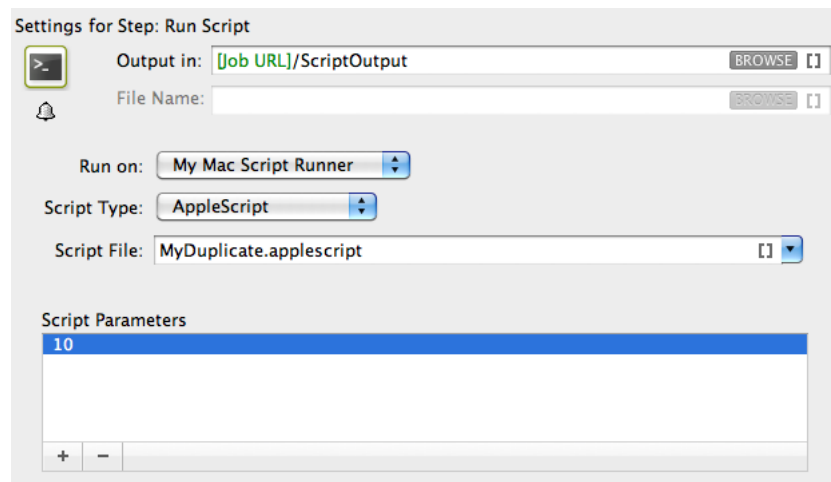 Settings for Step: Run Script
Output in: [Job URL]/ScriptOutput BROWSE []
File Name: BROWSE []
Run on: My Mac Script Runner
Script Type: AppleScript
Script File: MyDuplicate.applescript []
Script Parameters
10
+ −